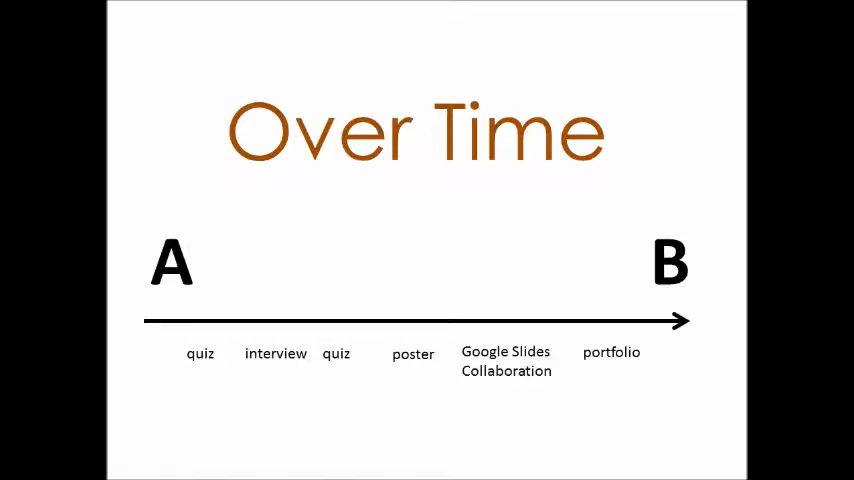 Over Time
A B
quiz interview quiz poster Google Slides portfolio
Collaboration